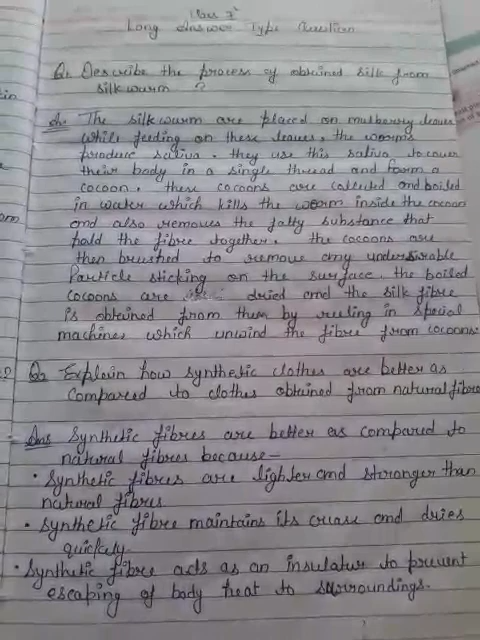 Class 7
Long Answer Type Question
Q1 Describe the process of obtained silk from
silkwarm ?
Ans. The silkwarm are placed on mulberry leaves
while feeding on these leaves. the worms
produce saliva. they use this saliva to cover
their body in a single thread and form a
cocoon. these cocoons are collected and boiled
in water which kills the worm inside the cocoon
and also removes the fatty substance that
hold the fibre together. the cocoons are
then brushed to remove any undersirable
Particle sticking on the surface. the boiled
cocoons are dried and the silk fibre
is obtained from them by reeling in special
machines which unwind the fibre from cocoons.
Q2 Explain how synthetic clothes are better as
compared to clothes obtained from natural fibre
Ans Synthetic fibres are better as compared to
natural fibres because-
• Synthetic fibres are lighter and stronger than
natural fibres
• Synthetic fibre maintains its crease and dries
quickely.
• Synthetic fibre acts as an insulatur to prevent
escaping of body heat to surroundings.